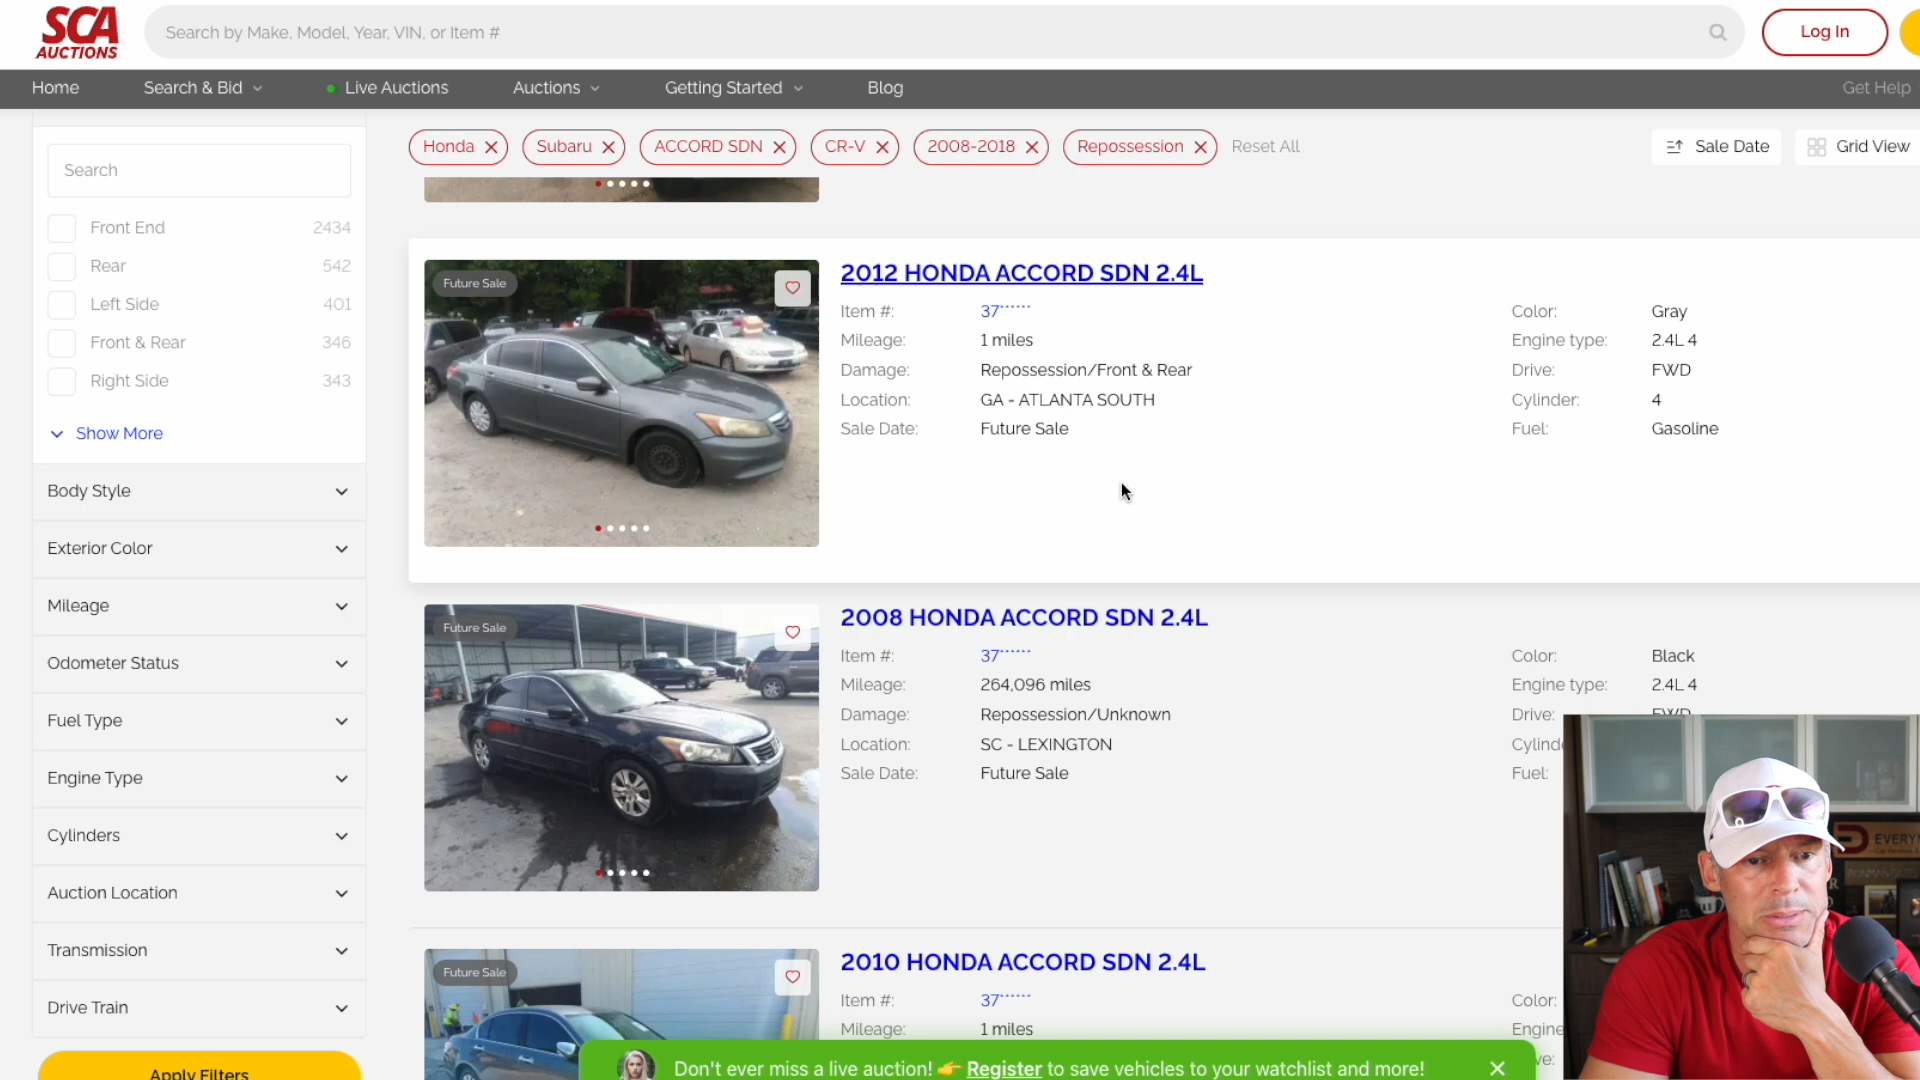 SCA
AUCTIONS
Search by Make, Model, Year, VIN, or Item #
Log In
Home
Search & Bid
Live Auctions
Auctions
Getting Started
Blog
Get Help
Honda
Subaru
ACCORD SDN
CR-V
2008-2018
Repossession
Reset All
Sale Date
Grid View
Search
Front End 2434
Rear 542
Left Side 401
Front & Rear 346
Right Side 343
Show More
Body Style
Exterior Color
Mileage
Odometer Status
Fuel Type
Engine Type
Cylinders
Auction Location
Transmission
Drive Train
Apply Filters
Future Sale
2012 HONDA ACCORD SDN 2.4L
Item #: 37******
Mileage: 1 miles
Damage: Repossession/Front & Rear
Location: GA - ATLANTA SOUTH
Sale Date: Future Sale
Color: Gray
Engine type: 2.4L 4
Drive: FWD
Cylinder: 4
Fuel: Gasoline
Future Sale
2008 HONDA ACCORD SDN 2.4L
Item #: 37******
Mileage: 264,096 miles
Damage: Repossession/Unknown
Location: SC - LEXINGTON
Sale Date: Future Sale
Color: Black
Engine type: 2.4L 4
Drive: FWD
Cylind
Fuel:
Future Sale
2010 HONDA ACCORD SDN 2.4L
Item #: 37******
Mileage: 1 miles
Color:
Engine
ve:
EVERYM
Don't ever miss a live auction! 👉 Register to save vehicles to your watchlist and more!